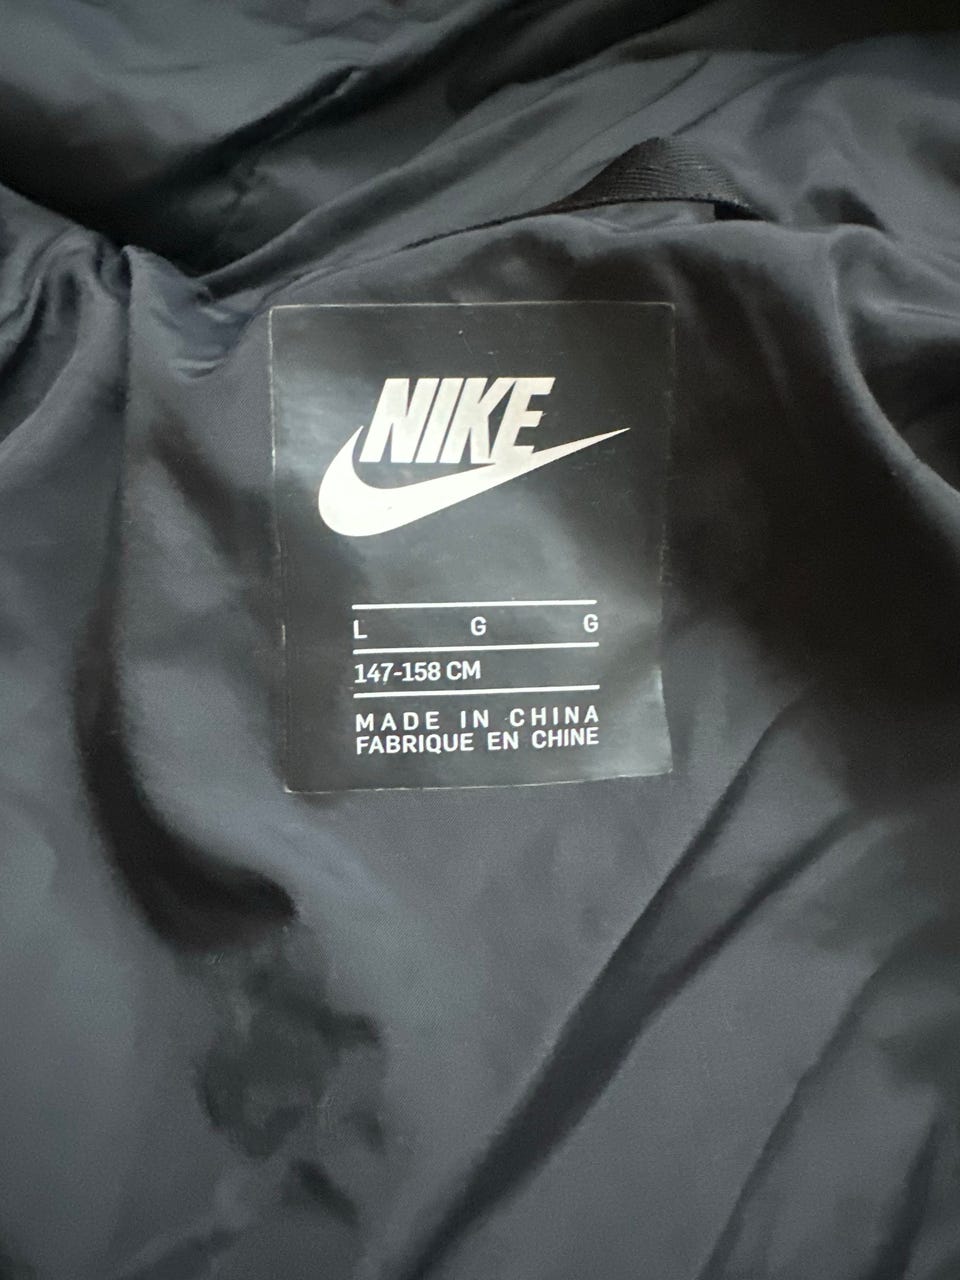 NIKE
L G G
147-158 CM
MADE IN CHINA
FABRIQUE EN CHINE